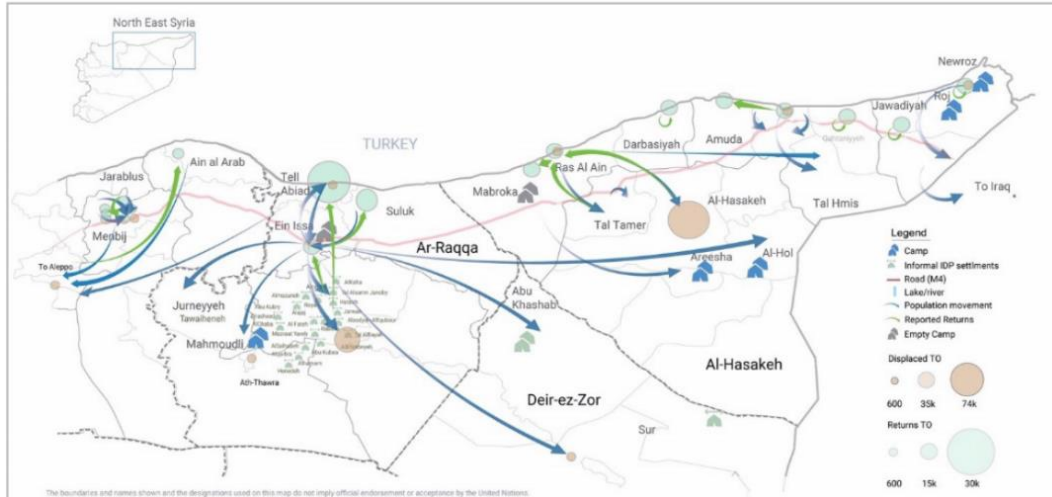 North East Syria
TURKEY
Newroz
Roj
Jawadiyah
Amuda
Darbasiyah
Ras Al Ain
Ain al Arab
Jarablus
Tell
Abiad
Mabroka
Suluk
Menbij
Ein Issa
Ar-Raqqa
Tal Tamer
Al-Hasakeh
Tal Hmis
To Iraq
Areesha
Al-Hol
To Aleppo
Jurneyyeh
Tawaiheneh
Abu
Khashab
Mahmoudli
Ath-Thawra
Al-Hasakeh
Deir-ez-Zor
Sur
Legend
Camp
Informal IDP settlments
Road (M4)
Lake/river
Population movement
Reported Returns
Empty Camp
Displaced TO
600 35k 74k
Returns TO
600 15k 30k
The boundaries and names shown and the designations used on this map do not imply official endorsement or acceptance by the United Nations.